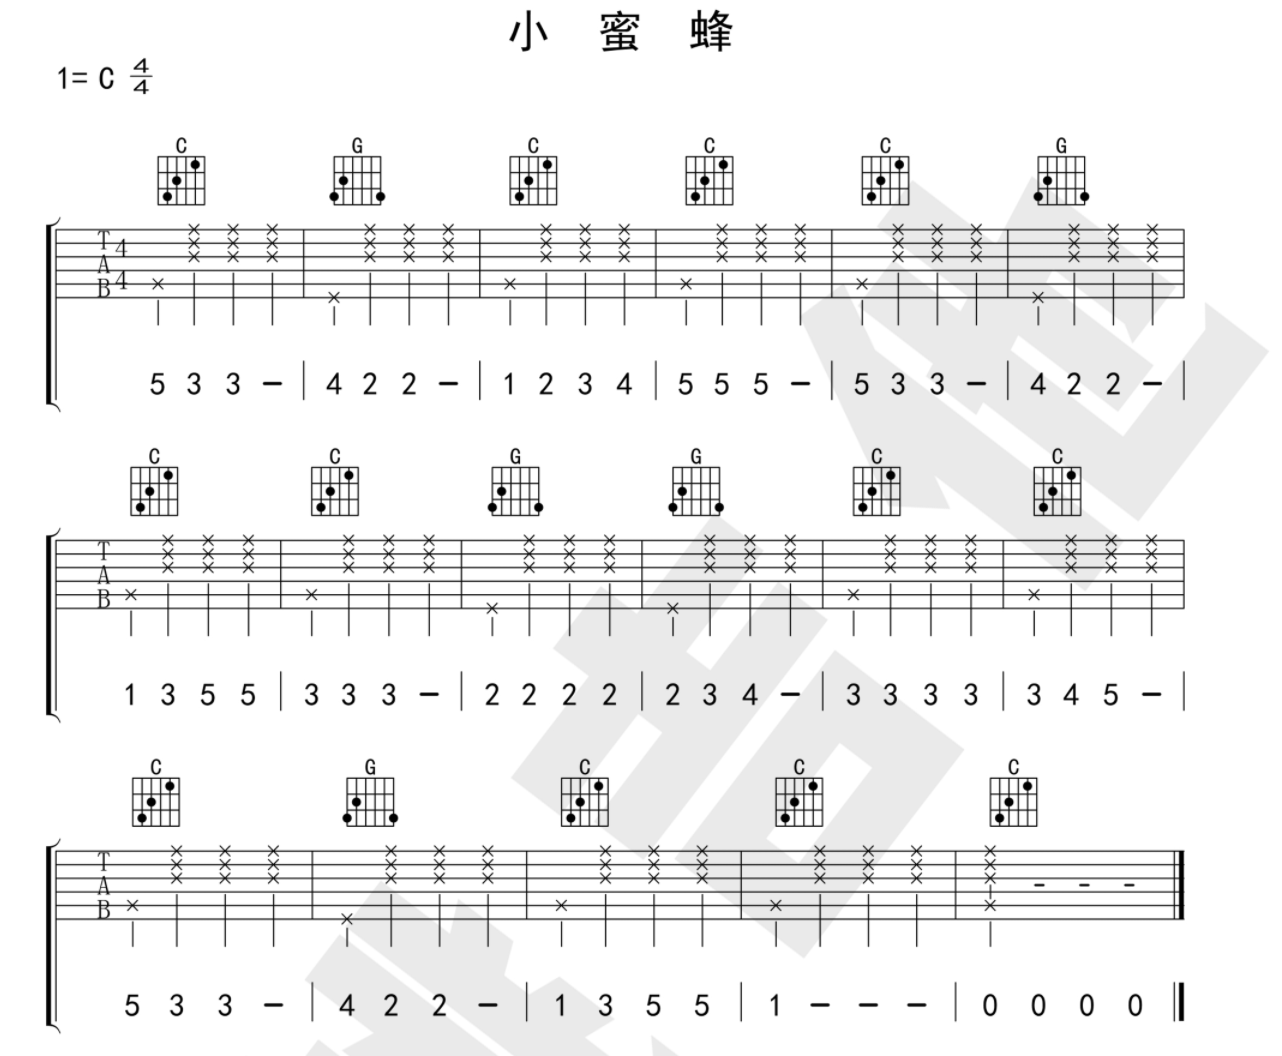 小 蜜 蜂
1= C 4/4
C G C C C G
T A B 4 4
5 3 3 – | 4 2 2 – | 1 2 3 4 | 5 5 5 – | 5 3 3 – | 4 2 2 – |
C C G G C C
T A B
1 3 5 5 | 3 3 3 – | 2 2 2 2 | 2 3 4 – | 3 3 3 3 | 3 4 5 – |
C G C C C
T A B
5 3 3 – | 4 2 2 – | 1 3 5 5 | 1 – – – | 0 0 0 0 ‖